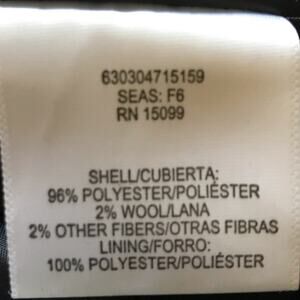 630304715159
SEAS: F6
RN 15099
SHELL/CUBIERTA:
96% POLYESTER/POLIÉSTER
2% WOOL/LANA
2% OTHER FIBERS/OTRAS FIBRAS
LINING/FORRO:
100% POLYESTER/POLIÉSTER